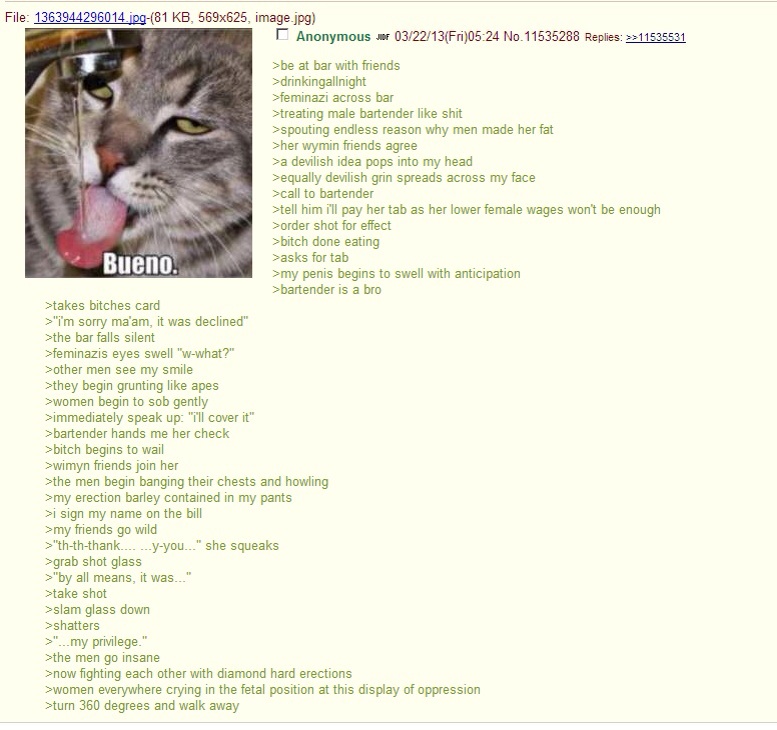 File: 1363944296014.jpg-(81 KB, 569x625, image.jpg)
Anonymous 03/22/13(Fri)05:24 No.11535288 Replies: >>11535531
>be at bar with friends
>drinkingallnight
>feminazi across bar
>treating male bartender like shit
>spouting endless reason why men made her fat
>her wymin friends agree
>a devilish idea pops into my head
>equally devilish grin spreads across my face
>call to bartender
>tell him i'll pay her tab as her lower female wages won't be enough
>order shot for effect
>bitch done eating
>asks for tab
>my penis begins to swell with anticipation
>bartender is a bro
Bueno.
>takes bitches card
>"i'm sorry ma'am, it was declined"
>the bar falls silent
>feminazis eyes swell "w-what?"
>other men see my smile
>they begin grunting like apes
>women begin to sob gently
>immediately speak up: "i'll cover it"
>bartender hands me her check
>bitch begins to wail
>wimyn friends join her
>the men begin banging their chests and howling
>my erection barley contained in my pants
>i sign my name on the bill
>my friends go wild
>"th-th-thank.... ...y-you..." she squeaks
>grab shot glass
>"by all means, it was..."
>take shot
>slam glass down
>shatters
>"...my privilege."
>the men go insane
>now fighting each other with diamond hard erections
>women everywhere crying in the fetal position at this display of oppression
>turn 360 degrees and walk away